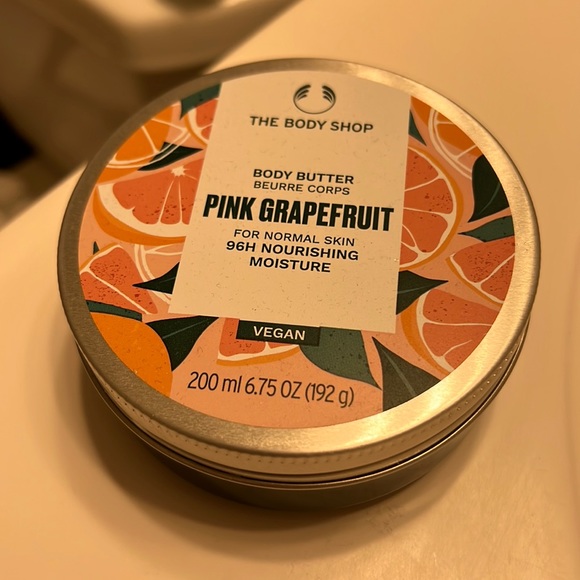 THE BODY SHOP
BODY BUTTER
BEURRE CORPS
PINK GRAPEFRUIT
FOR NORMAL SKIN
96H NOURISHING
MOISTURE
VEGAN
200 ml 6.75 OZ (192 g)